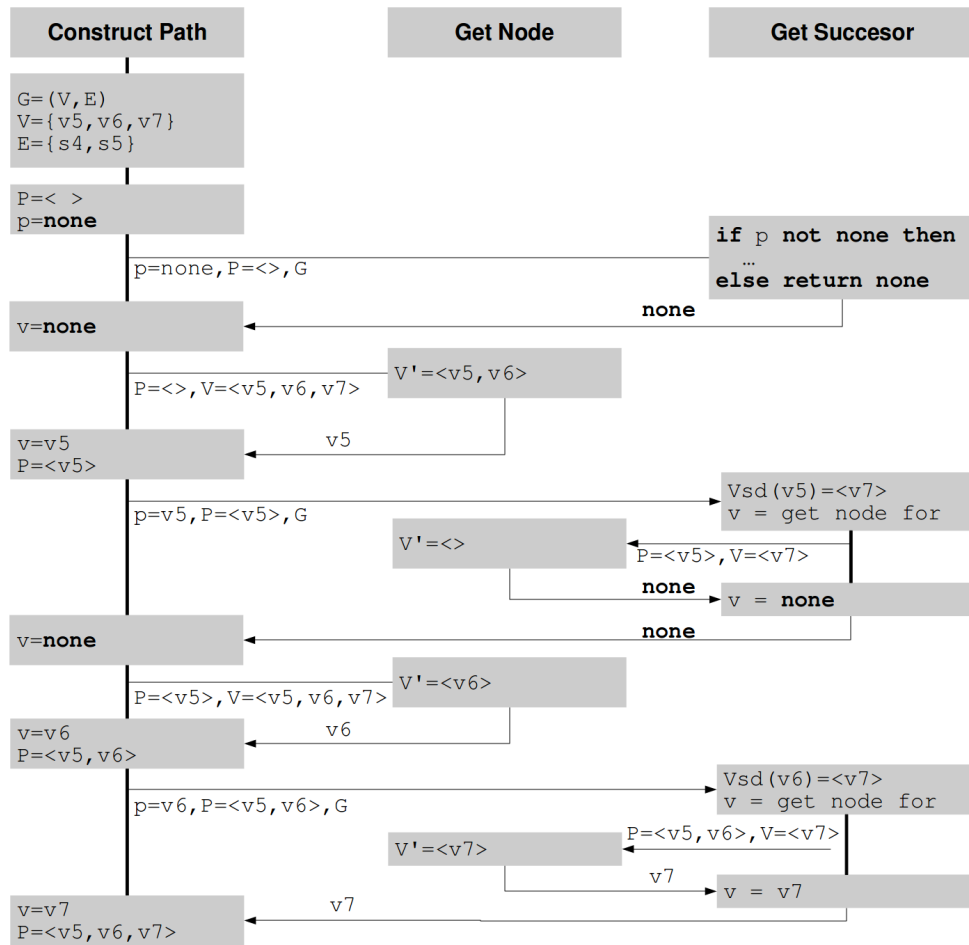 Construct Path
Get Node
Get Succesor
G=(V,E)
V={v5,v6,v7}
E={s4,s5}
P=< >
p=none
if p not none then
…
else return none
p=none,P=<>,G
none
v=none
V'=<v5,v6>
P=<>,V=<v5,v6,v7>
v5
v=v5
P=<v5>
Vsd(v5)=<v7>
v = get node for
p=v5,P=<v5>,G
V'=<>
P=<v5>,V=<v7>
none
v = none
none
v=none
V'=<v6>
P=<v5>,V=<v5,v6,v7>
v6
v=v6
P=<v5,v6>
Vsd(v6)=<v7>
v = get node for
p=v6,P=<v5,v6>,G
P=<v5,v6>,V=<v7>
V'=<v7>
v7
v = v7
v7
v=v7
P=<v5,v6,v7>